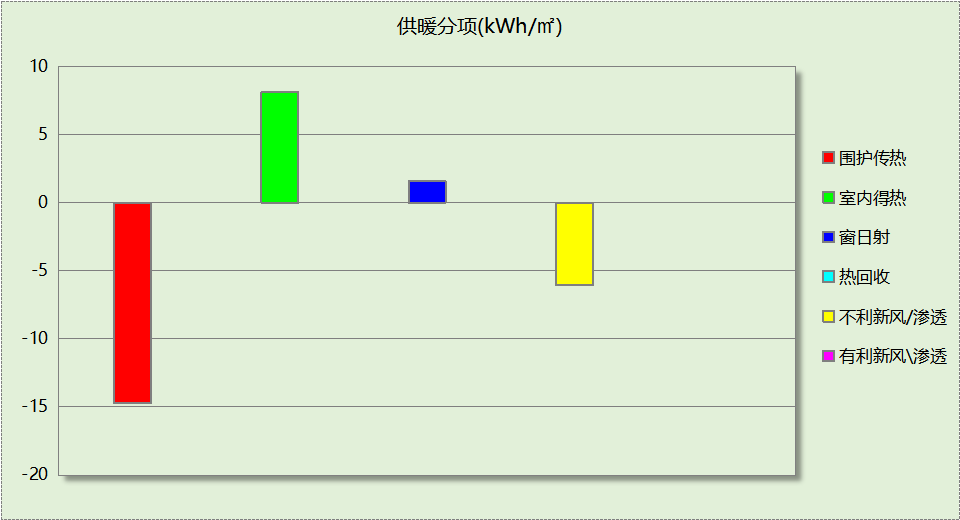 供暖分项(kWh/㎡)
10
5
0
-5
-10
-15
-20
围护传热
室内得热
窗日射
热回收
不利新风/渗透
有利新风\渗透